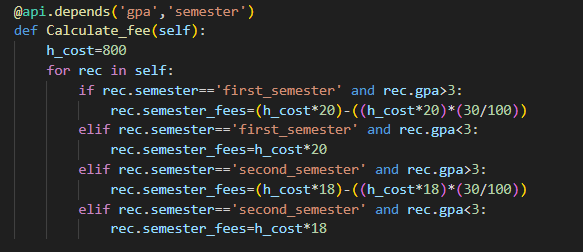 @api.depends('gpa','semester')
def Calculate_fee(self):
    h_cost=800
    for rec in self:
        if rec.semester=='first_semester' and rec.gpa>3:
            rec.semester_fees=(h_cost*20)-((h_cost*20)*(30/100))
        elif rec.semester=='first_semester' and rec.gpa<3:
            rec.semester_fees=h_cost*20
        elif rec.semester=='second_semester' and rec.gpa>3:
            rec.semester_fees=(h_cost*18)-((h_cost*18)*(30/100))
        elif rec.semester=='second_semester' and rec.gpa<3:
            rec.semester_fees=h_cost*18